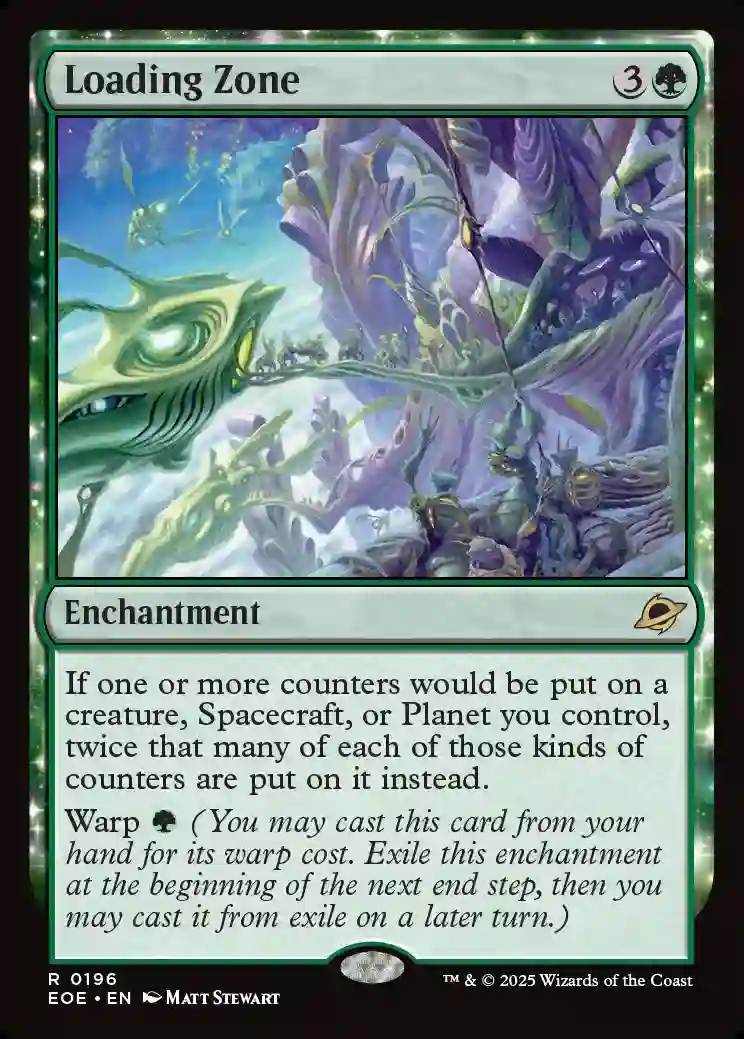 Loading Zone 3
Enchantment
If one or more counters would be put on a
creature, Spacecraft, or Planet you control,
twice that many of each of those kinds of
counters are put on it instead.
Warp (You may cast this card from your
hand for its warp cost. Exile this enchantment
at the beginning of the next end step, then you
may cast it from exile on a later turn.)
R 0196
EOE • EN MATT STEWART
™ & © 2025 Wizards of the Coast